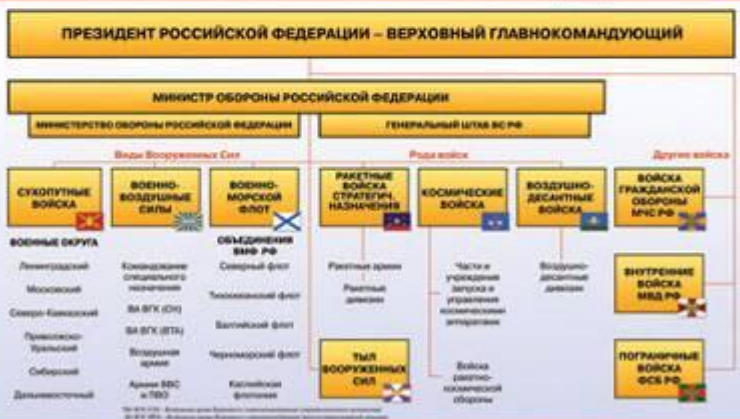 ПРЕЗИДЕНТ РОССИЙСКОЙ ФЕДЕРАЦИИ – ВЕРХОВНЫЙ ГЛАВНОКОМАНДУЮЩИЙ
МИНИСТР ОБОРОНЫ РОССИЙСКОЙ ФЕДЕРАЦИИ
МИНИСТЕРСТВО ОБОРОНЫ РОССИЙСКОЙ ФЕДЕРАЦИИ
ГЕНЕРАЛЬНЫЙ ШТАБ ВС РФ
Виды Вооруженных Сил
Рода войск
Другие войска
СУХОПУТНЫЕ
ВОЙСКА
ВОЕННО-
ВОЗДУШНЫЕ
СИЛЫ
ВОЕННО-
МОРСКОЙ
ФЛОТ
РАКЕТНЫЕ
ВОЙСКА
СТРАТЕГИЧ.
НАЗНАЧЕНИЯ
КОСМИЧЕСКИЕ
ВОЙСКА
ВОЗДУШНО-
ДЕСАНТНЫЕ
ВОЙСКА
ВОЙСКА
ГРАЖДАНСКОЙ
ОБОРОНЫ
МЧС РФ
ВОЕННЫЕ ОКРУГА
Ленинградский
Московский
Северо-Кавказский
Приволжско-
Уральский
Сибирский
Дальневосточный
Командование
специального
назначения
ВА ВГК (СН)
ВА ВГК (ВТА)
Воздушная
армия
Армии ВВС
и ПВО
ОБЪЕДИНЕНИЯ
ВМФ РФ
Северный флот
Тихоокеанский флот
Балтийский флот
Черноморский флот
Каспийская
флотилия
Ракетные армии
Ракетные
дивизии
ТЫЛ
ВООРУЖЕННЫХ
СИЛ
Части и
учреждения
запуска и
управления
космическими
аппаратами
Войска
ракетно-
космической
обороны
Воздушно-
десантные
дивизии
ВНУТРЕННИЕ
ВОЙСКА
МВД РФ
ПОГРАНИЧНЫЕ
ВОЙСКА
ФСБ РФ